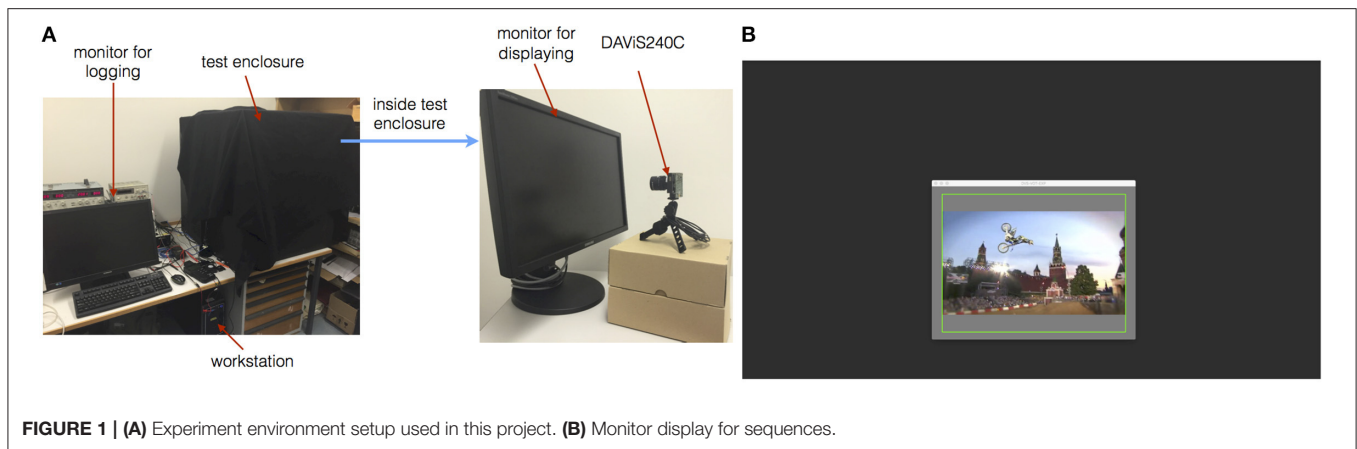 A
monitor for
logging
test enclosure
inside test
enclosure
workstation
monitor for
displaying
DAViS240C
B
FIGURE 1 | (A) Experiment environment setup used in this project. (B) Monitor display for sequences.